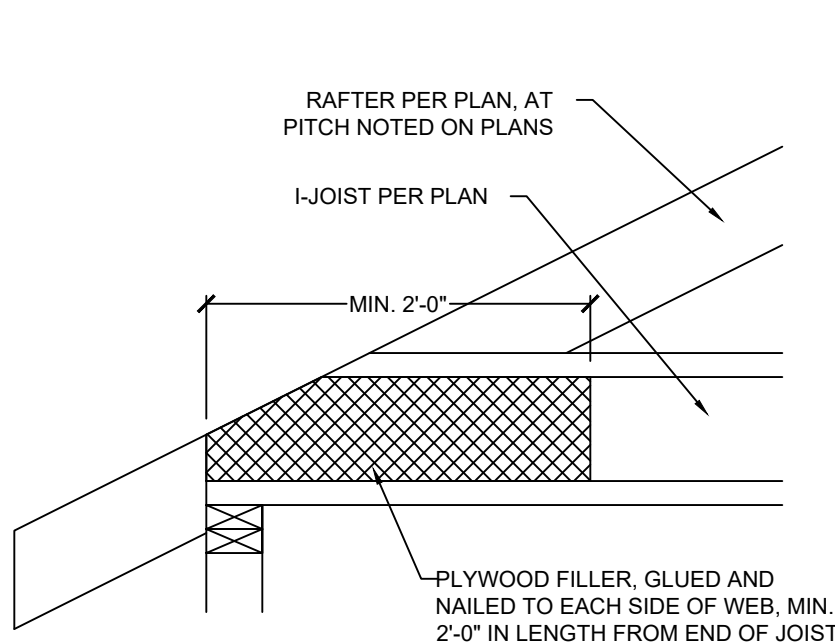 RAFTER PER PLAN, AT
PITCH NOTED ON PLANS
I-JOIST PER PLAN
MIN. 2'-0"
PLYWOOD FILLER, GLUED AND
NAILED TO EACH SIDE OF WEB, MIN.
2'-0" IN LENGTH FROM END OF JOIST